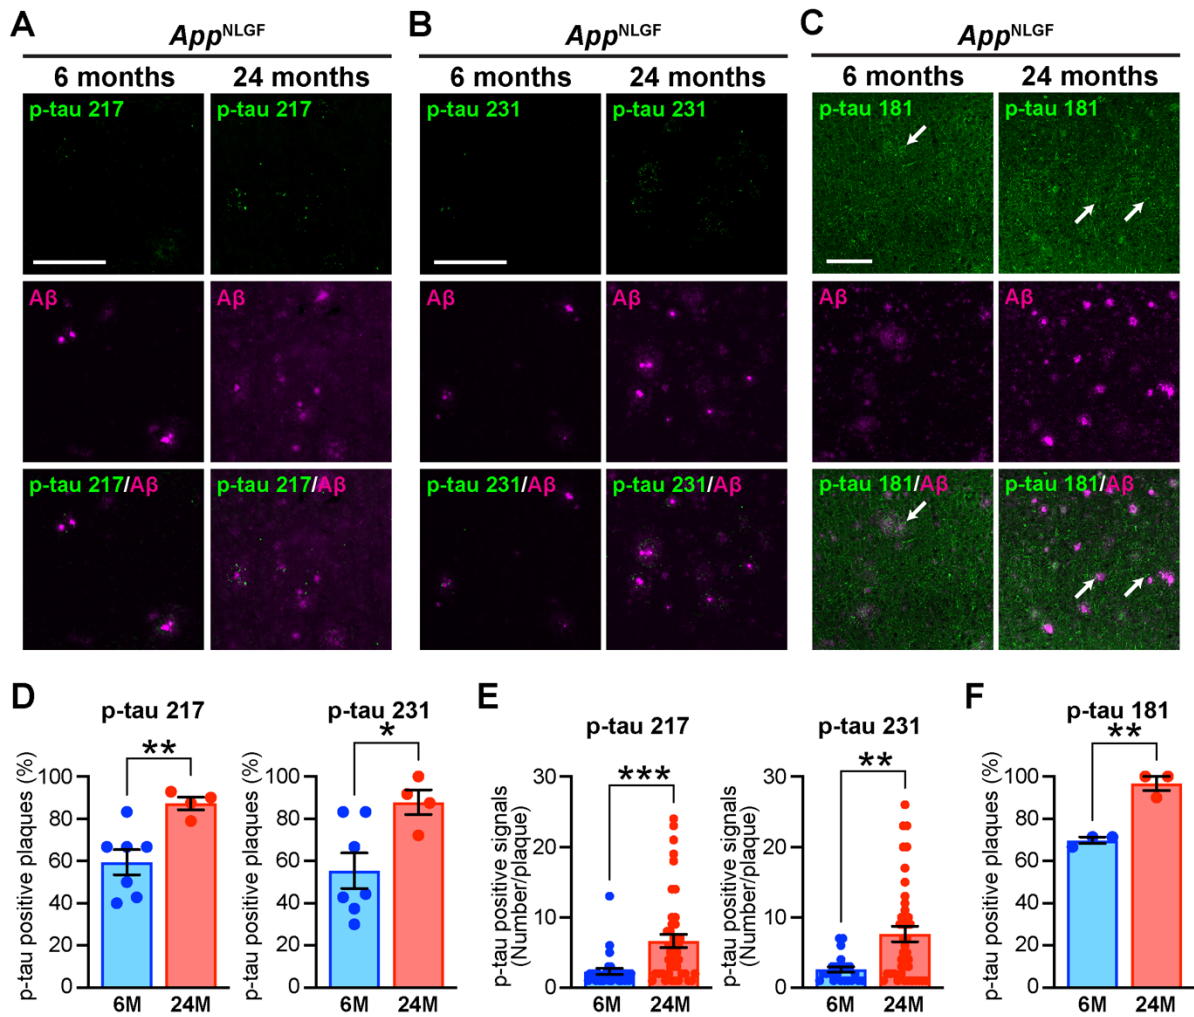 A
App^NLGF
6 months 24 months
p-tau 217 p-tau 217
Aβ Aβ
p-tau 217/Aβ p-tau 217/Aβ
B
App^NLGF
6 months 24 months
p-tau 231 p-tau 231
Aβ Aβ
p-tau 231/Aβ p-tau 231/Aβ
C
App^NLGF
6 months 24 months
p-tau 181 p-tau 181
Aβ Aβ
p-tau 181/Aβ p-tau 181/Aβ
D
p-tau 217
p-tau positive plaques (%)
100
80
60
40
20
0
**
6M 24M
p-tau 231
p-tau positive plaques (%)
100
80
60
40
20
0
*
6M 24M
E
p-tau 217
p-tau positive signals
(Number/plaque)
30
20
10
0
***
6M 24M
p-tau 231
p-tau positive signals
(Number/plaque)
30
20
10
0
**
6M 24M
F
p-tau 181
p-tau positive plaques (%)
100
80
60
40
20
0
**
6M 24M